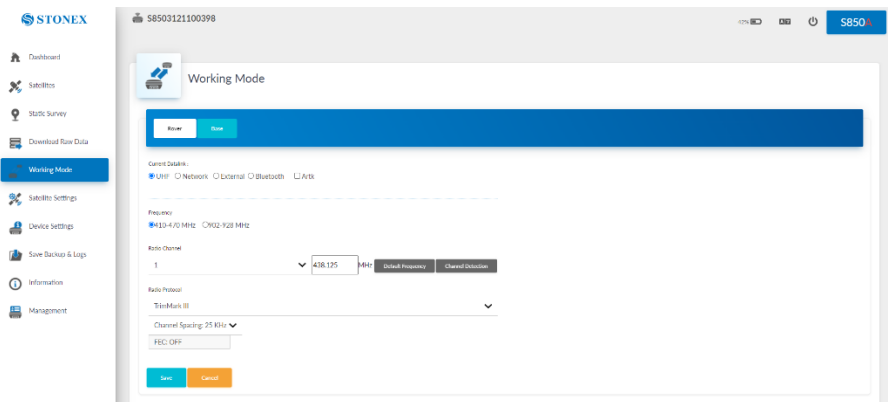 STONEX
S8503121100398
42%
S850A
Dashboard
Satellites
Static Survey
Download Raw Data
Working Mode
Satellite Settings
Device Settings
Save Backup & Logs
Information
Management
Working Mode
Rover Base
Current Datalink:
UHF Network External Bluetooth Artk
Frequency
410-470 MHz 902-928 MHz
Radio Channel
1 438.125 MHz Default Frequency Channel Detection
Radio Protocol
TrimMark III
Channel Spacing: 25 KHz
FEC: OFF
Save Cancel